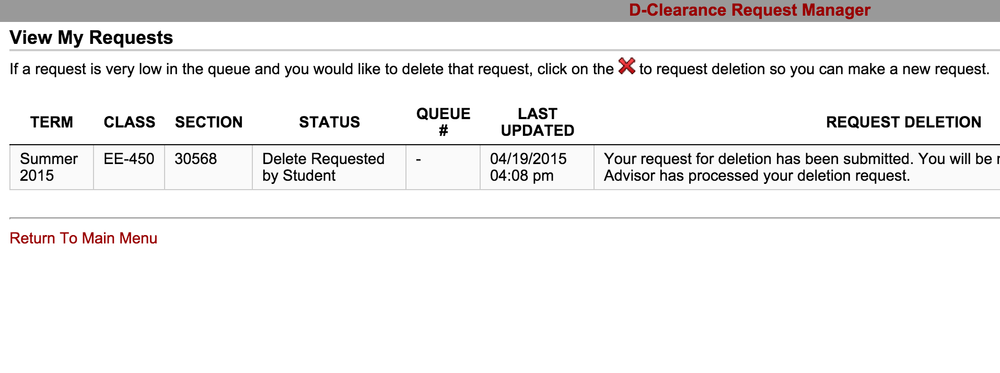 D-Clearance Request Manager
View My Requests
If a request is very low in the queue and you would like to delete that request, click on the to request deletion so you can make a new request.
TERM CLASS SECTION STATUS QUEUE # LAST UPDATED REQUEST DELETION
Summer EE-450 30568 Delete Requested - 04/19/2015 Your request for deletion has been submitted. You will be
2015 by Student 04:08 pm Advisor has processed your deletion request.
Return To Main Menu